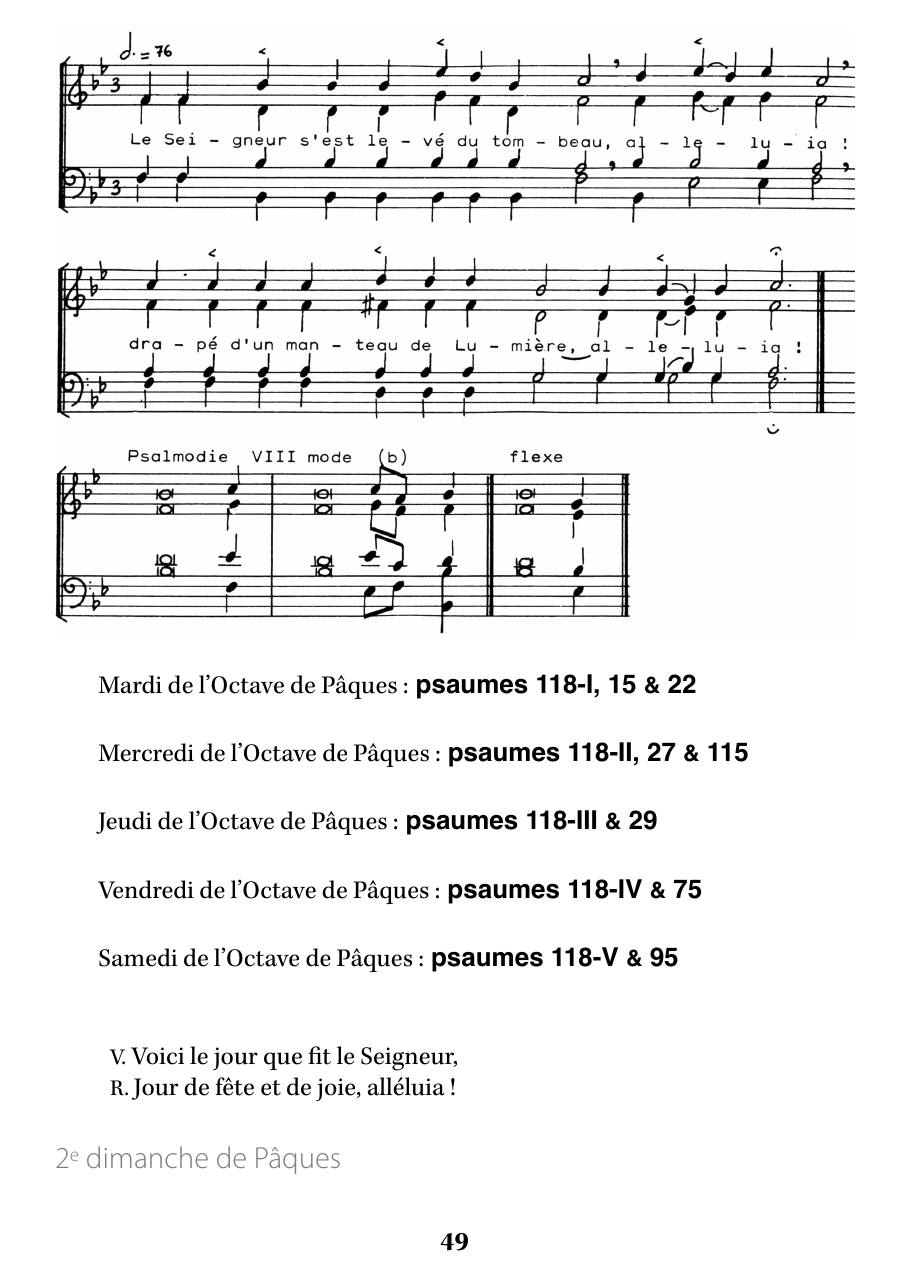 = 76
3
Le Sei – gneur s'est le – vé du tom – beau, al – le – lu – ia !
3
dra – pé d'un man – teau de Lu – mière, al – le – lu – ia !
Psalmodie VIII mode (b) flexe
Mardi de l’Octave de Pâques : psaumes 118-I, 15 & 22
Mercredi de l’Octave de Pâques : psaumes 118-II, 27 & 115
Jeudi de l’Octave de Pâques : psaumes 118-III & 29
Vendredi de l’Octave de Pâques : psaumes 118-IV & 75
Samedi de l’Octave de Pâques : psaumes 118-V & 95
V. Voici le jour que fit le Seigneur,
R. Jour de fête et de joie, alléluia !
2e dimanche de Pâques
49